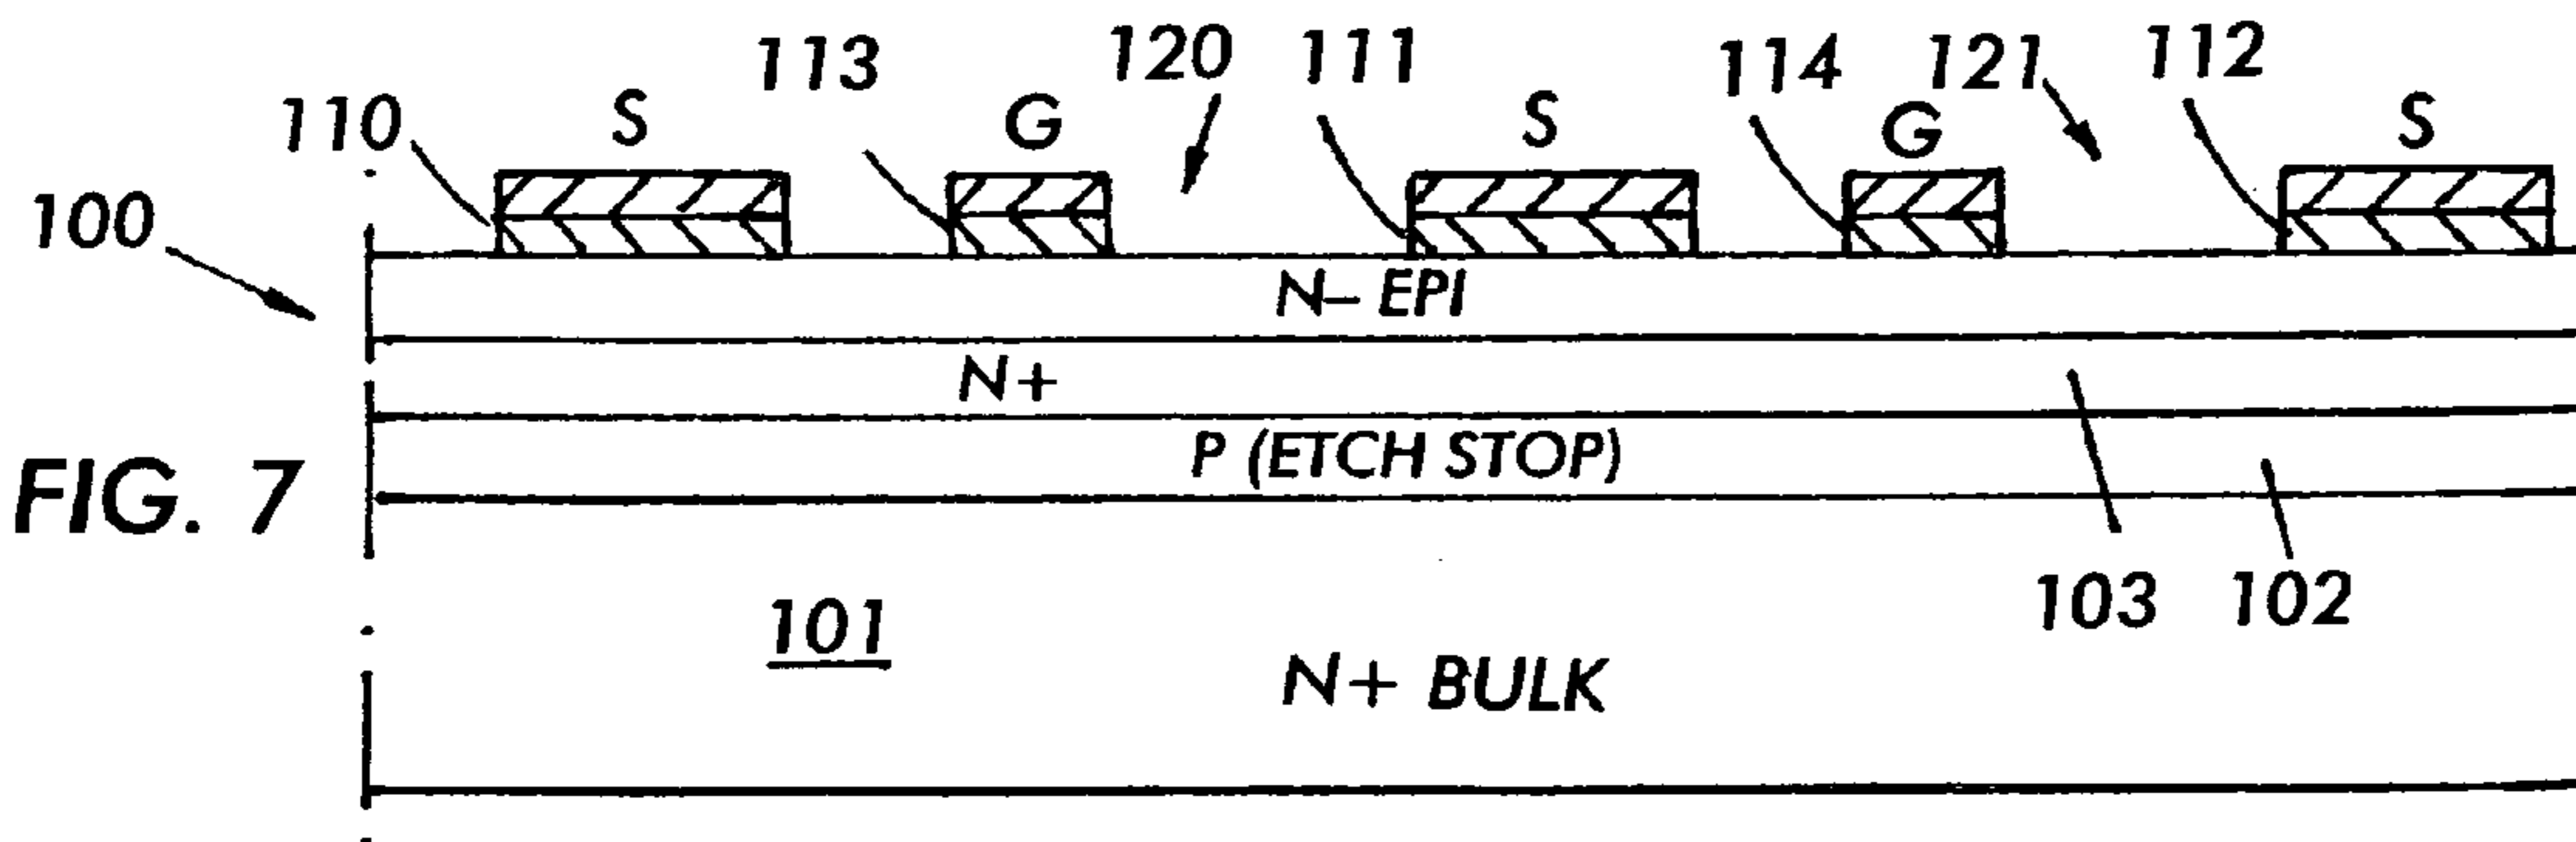 113 120 111 114 121 112
110 S G S G S
100
N- EPI
N+
P (ETCH STOP)
FIG. 7
101 103 102
N+ BULK